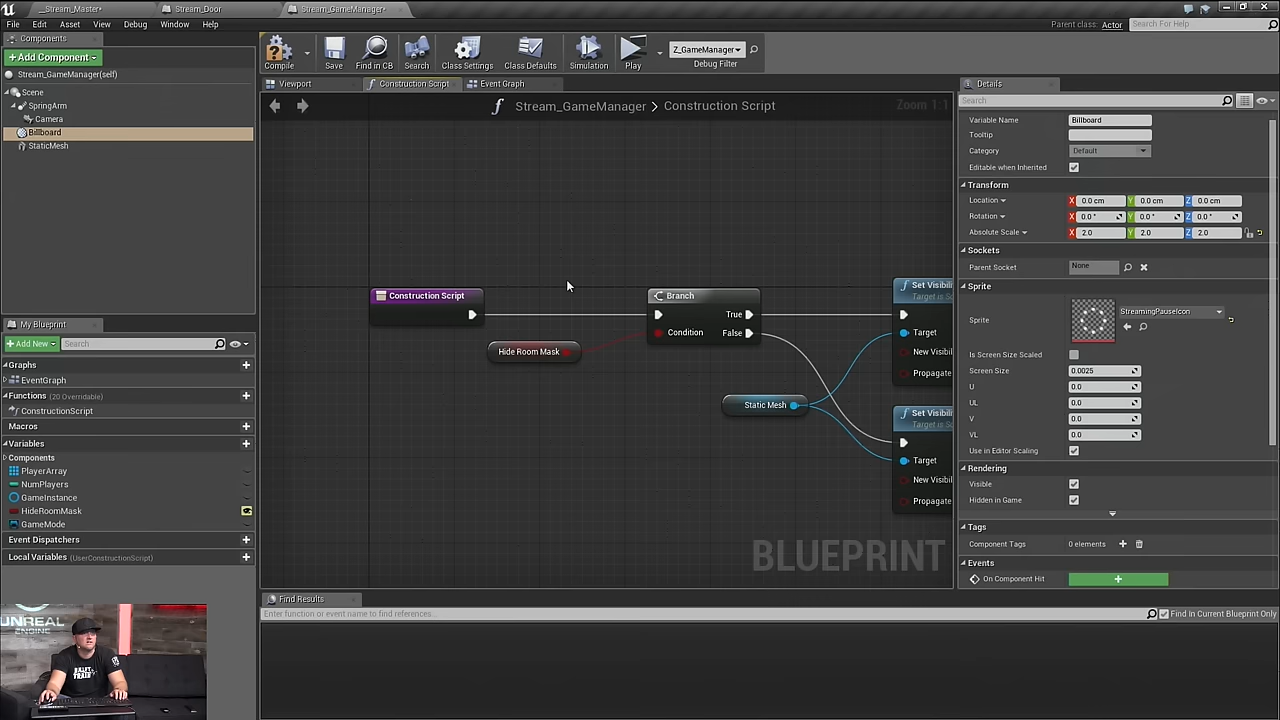 _Stream_Master*
Stream_Door
Stream_GameManager*
File
Edit
Asset
View
Debug
Window
Help
Parent class: Actor
Search For Help
Components
+Add Component
Stream_GameManager(self)
Scene
SpringArm
Camera
Billboard
StaticMesh
My Blueprint
+Add New
Search
Graphs
EventGraph
Functions (20 Overridable)
ConstructionScript
Macros
Variables
Components
PlayerArray
NumPlayers
GameInstance
HideRoomMask
GameMode
Event Dispatchers
Local Variables (UserConstructionScript)
UNREAL
ENGINE
Compile
Save
Find in CB
Search
Class Settings
Class Defaults
Simulation
Play
Z_GameManager
Debug Filter
Viewport
Construction Script
Event Graph
Stream_GameManager > Construction Script
Zoom 1:1
Construction Script
Branch
True
Condition
False
Hide Room Mask
Static Mesh
Set Visibili
Target is Sc
Target
New Visibil
Propagate
Set Visibili
Target is Sc
Target
New Visibil
Propagate
BLUEPRINT
Find Results
Enter function or event name to find references...
Find In Current Blueprint Only
Details
Search
Variable Name
Billboard
Tooltip
Category
Default
Editable when Inherited
Transform
Location
X 0.0 cm Y 0.0 cm Z 0.0 cm
Rotation
X 0.0 ° Y 0.0 ° Z 0.0 °
Absolute Scale
X 2.0 Y 2.0 Z 2.0
Sockets
Parent Socket
None
Sprite
Sprite
StreamingPauseIcon
Is Screen Size Scaled
Screen Size
0.0025
U
0.0
UL
0.0
V
0.0
VL
0.0
Use in Editor Scaling
Rendering
Visible
Hidden in Game
Tags
Component Tags
0 elements
Events
On Component Hit